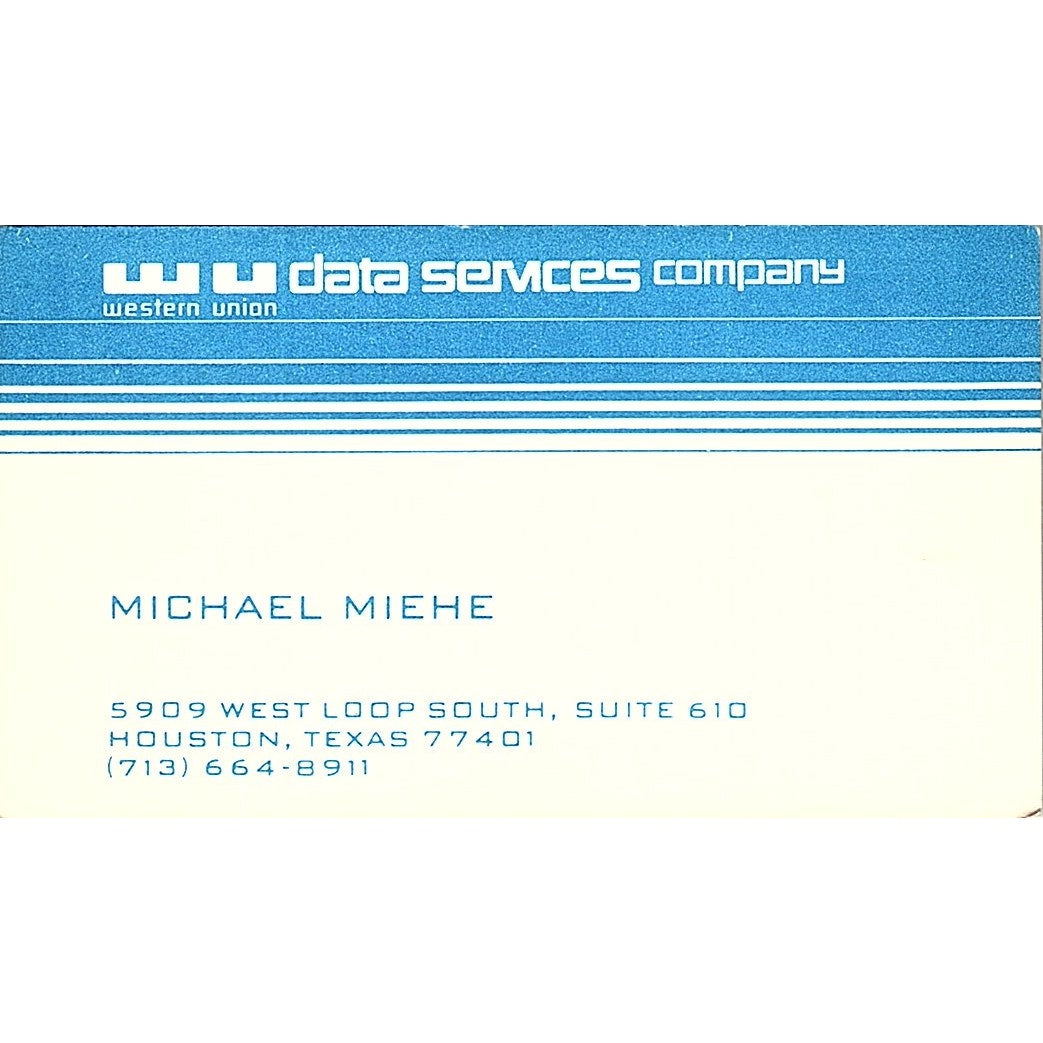 wu data services company
western union
MICHAEL MIEHE
5909 WEST LOOP SOUTH, SUITE 610
HOUSTON, TEXAS 77401
(713) 664-8911